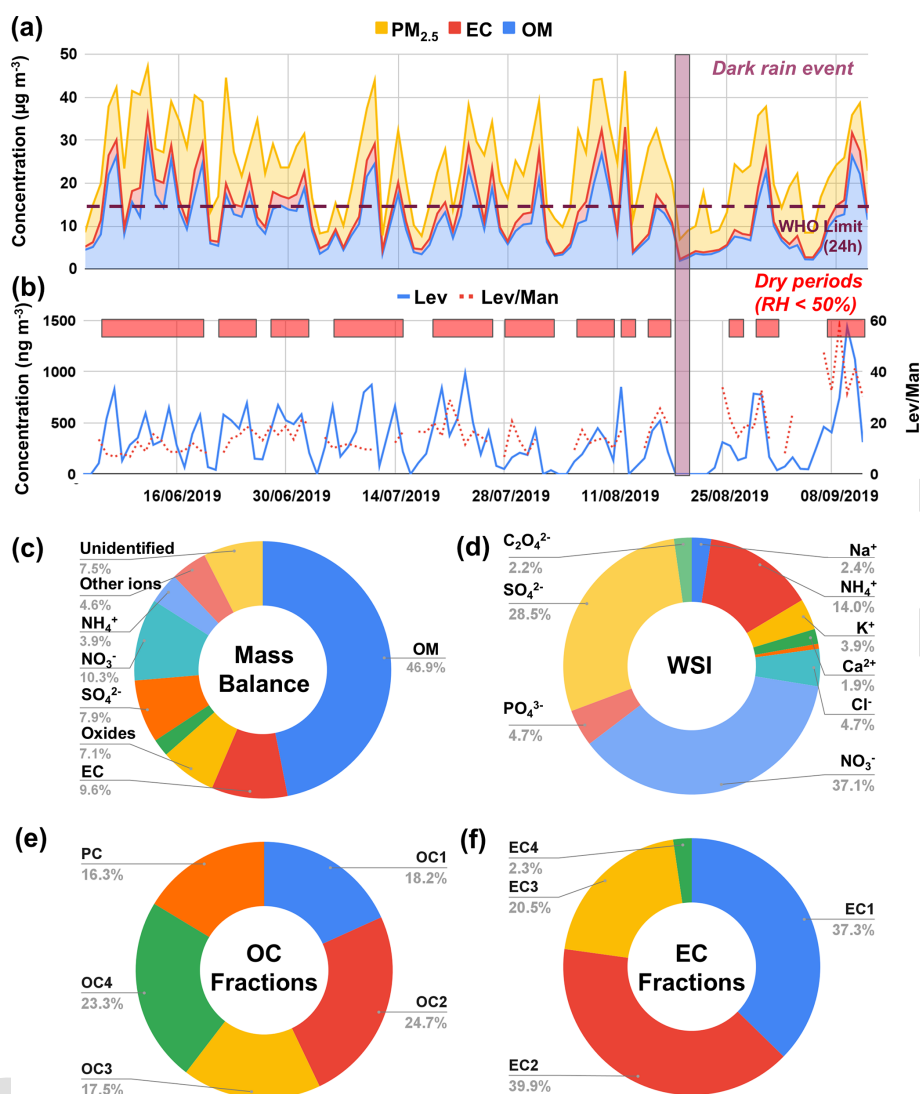 (a)
PM2.5 EC OM
Concentration (µg m-3)
50
40
30
20
10
0
Dark rain event
WHO Limit
(24h)
(b)
Lev Lev/Man
Dry periods
(RH < 50%)
Concentration (ng m-3)
1500
1000
500
0
60
40
20
0
Lev/Man
16/06/2019 30/06/2019 14/07/2019 28/07/2019 11/08/2019 25/08/2019 08/09/2019
(c)
Mass
Balance
Unidentified
7.5%
Other ions
4.6%
NH4+
3.9%
NO3-
10.3%
SO42-
7.9%
Oxides
7.1%
EC
9.6%
OM
46.9%
(d)
WSI
C2O42-
2.2%
SO42-
28.5%
PO43-
4.7%
Na+
2.4%
NH4+
14.0%
K+
3.9%
Ca2+
1.9%
Cl-
4.7%
NO3-
37.1%
(e)
OC
Fractions
PC
16.3%
OC4
23.3%
OC3
17.5%
OC1
18.2%
OC2
24.7%
(f)
EC
Fractions
EC4
2.3%
EC3
20.5%
EC2
39.9%
EC1
37.3%